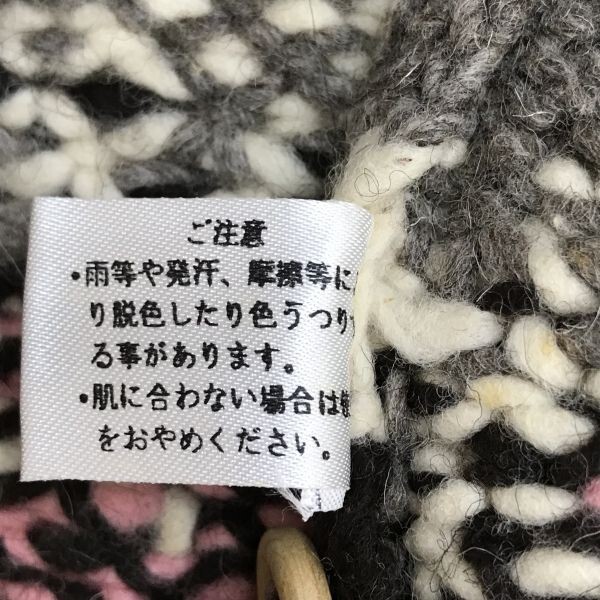 ご注意
・雨等や発汗、摩擦等に
り脱色したり色うつり
る事があります。
・肌に合わない場合は
をおやめください。